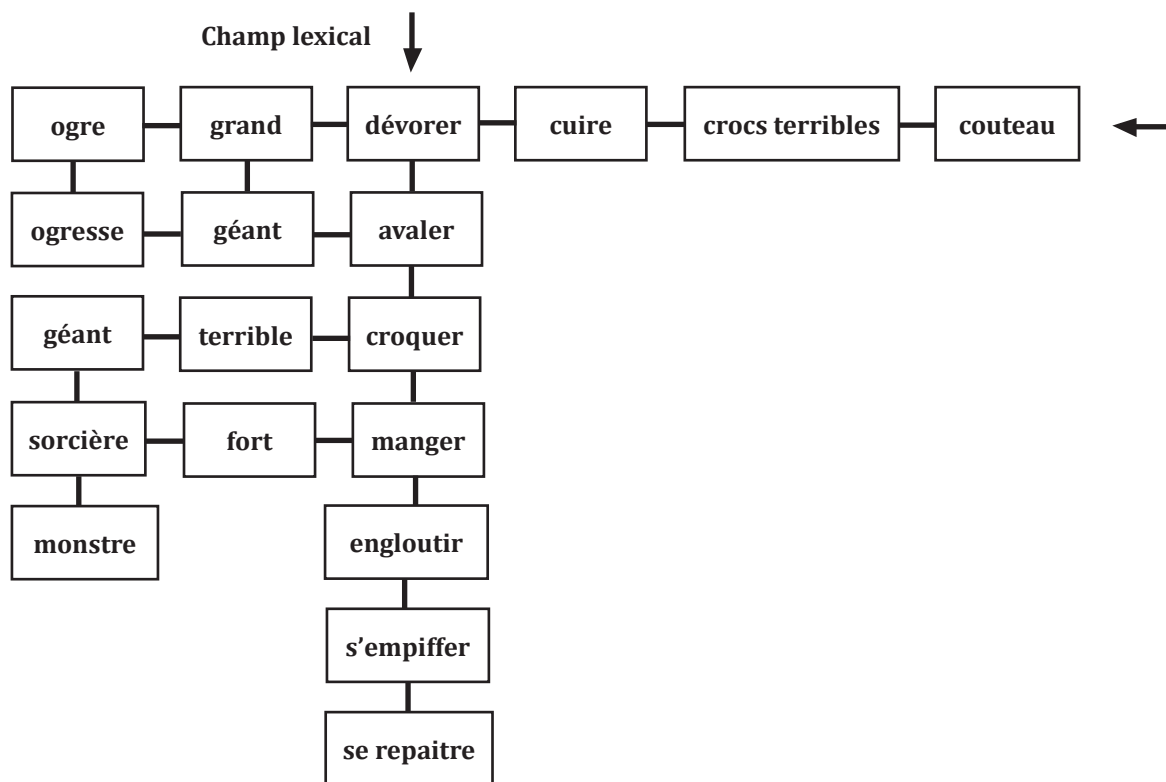 Champ lexical
ogre grand dévorer cuire crocs terribles couteau
ogresse géant avaler
géant terrible croquer
sorcière fort manger
monstre engloutir
s'empiffer
se repaitre